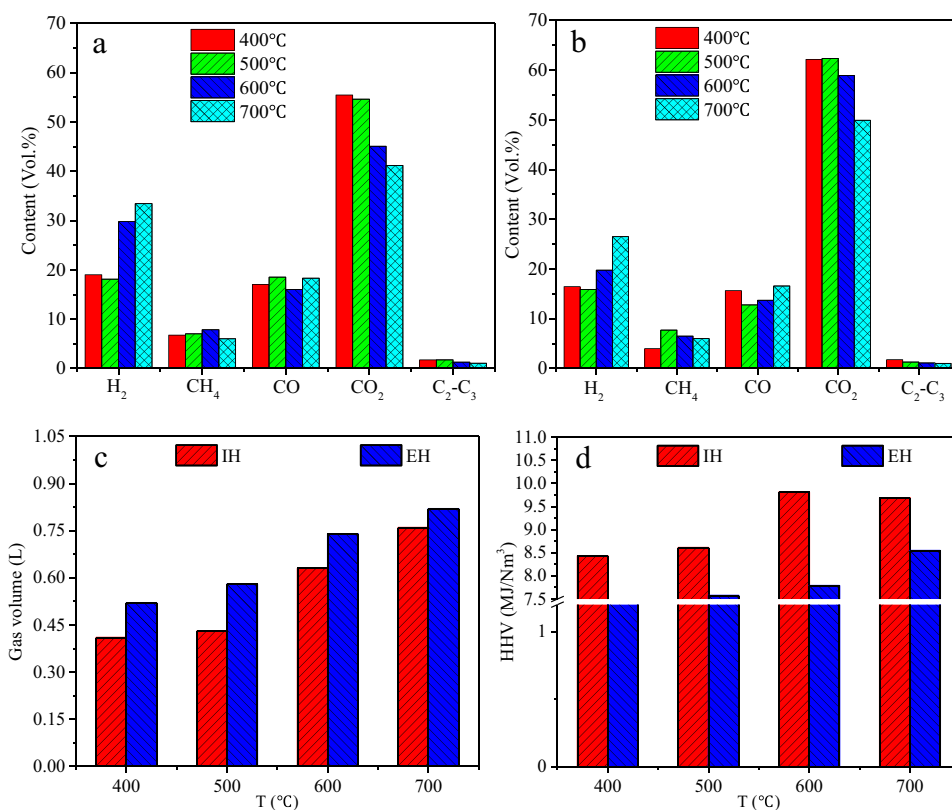 a
400℃
500℃
600℃
700℃
Content (Vol.%)
70
60
50
40
30
20
10
0
H₂ CH₄ CO CO₂ C₂-C₃
b
400℃
500℃
600℃
700℃
Content (Vol.%)
70
60
50
40
30
20
10
0
H₂ CH₄ CO CO₂ C₂-C₃
c
IH EH
Gas volume (L)
1.05
0.90
0.75
0.60
0.45
0.30
0.15
0.00
400 500 600 700
T (℃)
d
IH EH
HHV (MJ/Nm³)
11.0
10.5
10.0
9.5
9.0
8.5
8.0
7.5
1
0
400 500 600 700
T (℃)